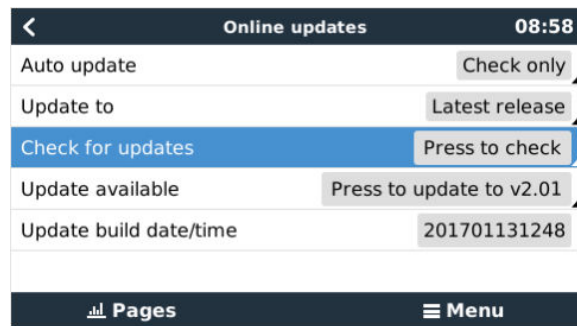 Online updates 08:58
Auto update Check only
Update to Latest release
Check for updates Press to check
Update available Press to update to v2.01
Update build date/time 201701131248
Pages Menu